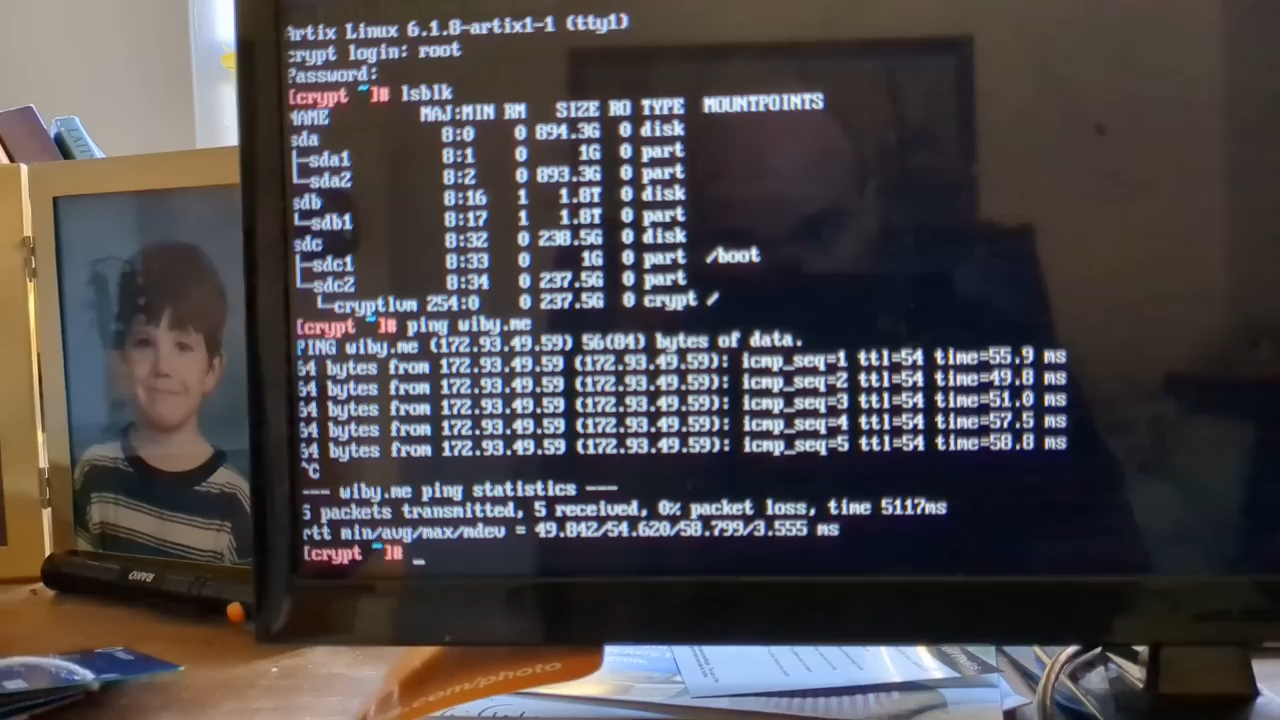 Artix Linux 6.1.8-artix1-1 (tty1)
crypt login: root
Password:
[crypt ~]# lsblk
NAME MAJ:MIN RM SIZE RO TYPE MOUNTPOINTS
sda 8:0 0 894.3G 0 disk
├─sda1 8:1 0 1G 0 part
└─sda2 8:2 0 893.3G 0 part
sdb 8:16 1 1.8T 0 disk
└─sdb1 8:17 1 1.8T 0 part
sdc 8:32 0 238.5G 0 disk
├─sdc1 8:33 0 1G 0 part /boot
└─sdc2 8:34 0 237.5G 0 part
└─cryptlvm 254:0 0 237.5G 0 crypt /
[crypt ~]# ping wiby.me
PING wiby.me (172.93.49.59) 56(84) bytes of data.
64 bytes from 172.93.49.59 (172.93.49.59): icmp_seq=1 ttl=54 time=55.9 ms
64 bytes from 172.93.49.59 (172.93.49.59): icmp_seq=2 ttl=54 time=49.8 ms
64 bytes from 172.93.49.59 (172.93.49.59): icmp_seq=3 ttl=54 time=51.0 ms
64 bytes from 172.93.49.59 (172.93.49.59): icmp_seq=4 ttl=54 time=57.5 ms
64 bytes from 172.93.49.59 (172.93.49.59): icmp_seq=5 ttl=54 time=58.8 ms
^C
--- wiby.me ping statistics ---
5 packets transmitted, 5 received, 0% packet loss, time 5117ms
rtt min/avg/max/mdev = 49.842/54.620/58.799/3.555 ms
[crypt ~]# _
.com/photo